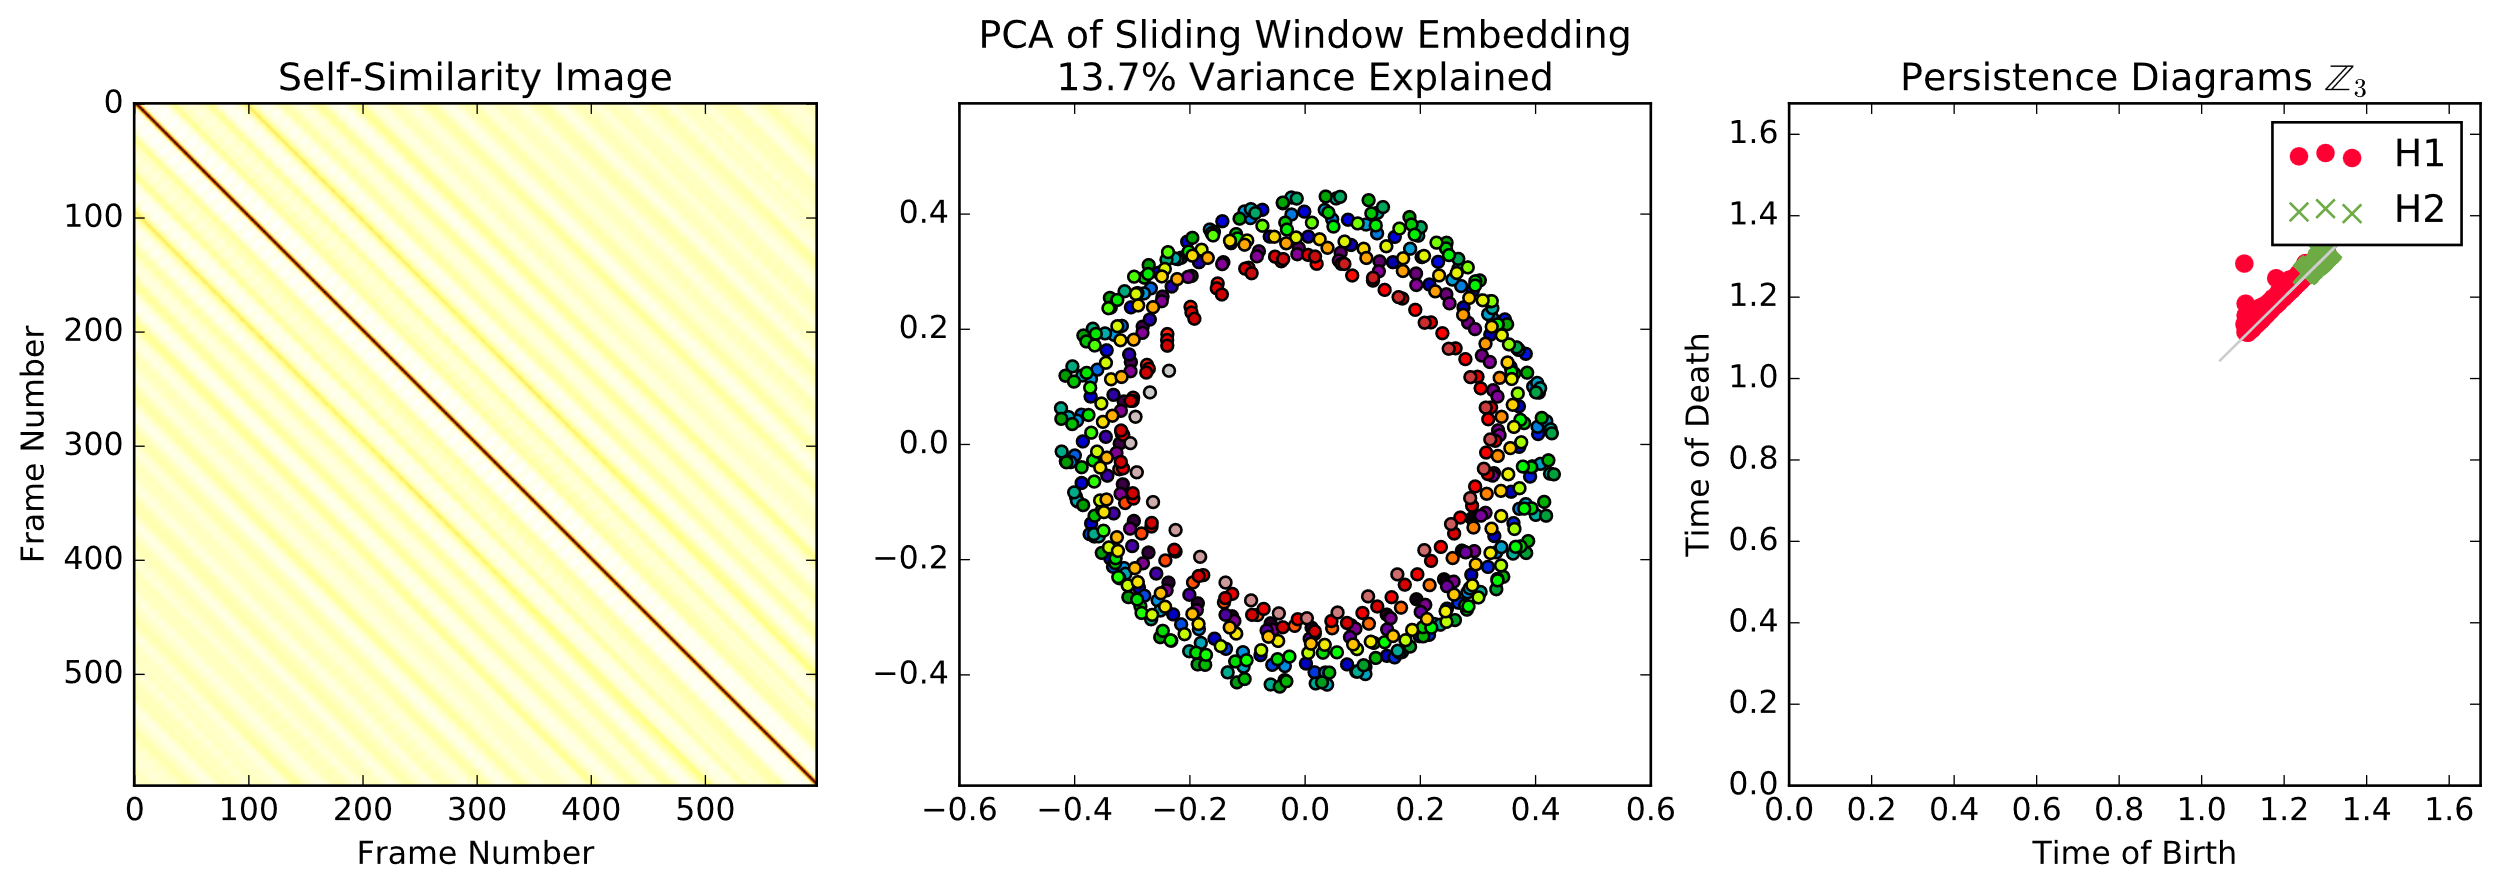 Self-Similarity Image
0
100
200
300
400
500
Frame Number
0 100 200 300 400 500
Frame Number
PCA of Sliding Window Embedding
13.7% Variance Explained
0.4
0.2
0.0
−0.2
−0.4
−0.6 −0.4 −0.2 0.0 0.2 0.4 0.6
Persistence Diagrams ℤ₃
H1
H2
1.6
1.4
1.2
1.0
0.8
0.6
0.4
0.2
0.0
Time of Death
0.0 0.2 0.4 0.6 0.8 1.0 1.2 1.4 1.6
Time of Birth